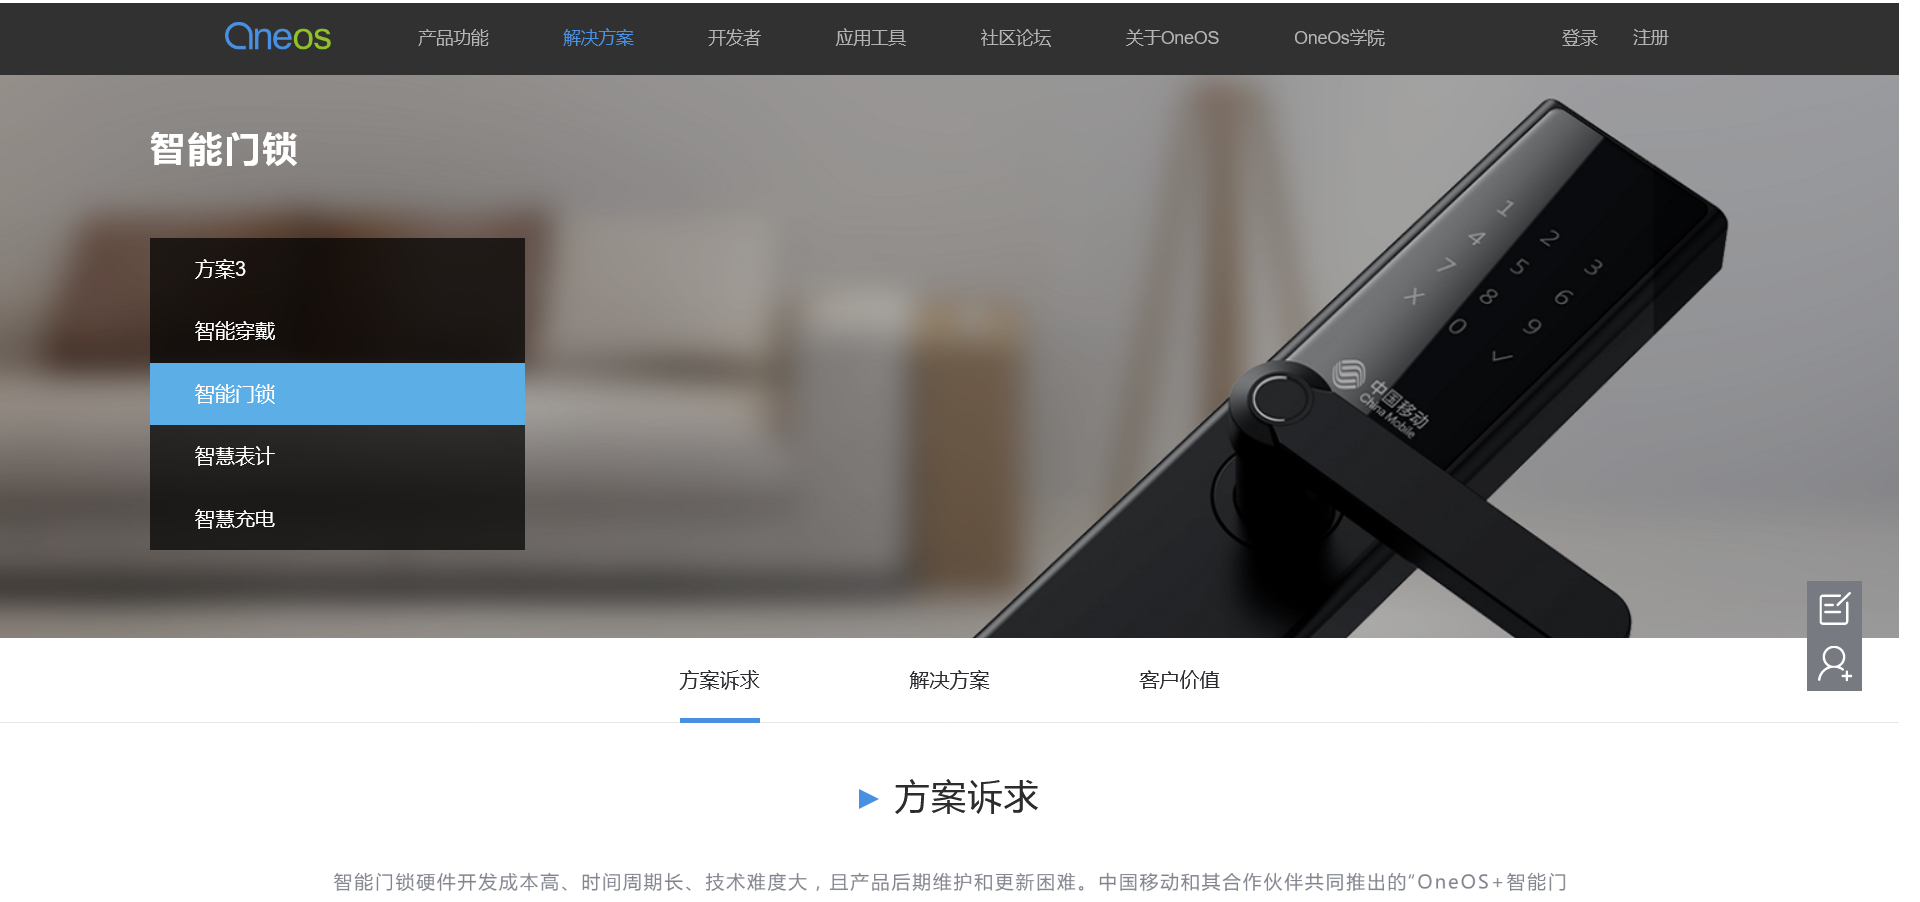 Oneos 产品功能 解决方案 开发者 应用工具 社区论坛 关于OneOS OneOs学院 登录 注册
智能门锁
方案3
智能穿戴
智能门锁
智慧表计
智慧充电
1 2 3
4 5 6
7 8 9
X 0 ✓
中国移动
China Mobile
方案诉求 解决方案 客户价值
方案诉求
智能门锁硬件开发成本高、时间周期长、技术难度大，且产品后期维护和更新困难。中国移动和其合作伙伴共同推出的“OneOS+智能门